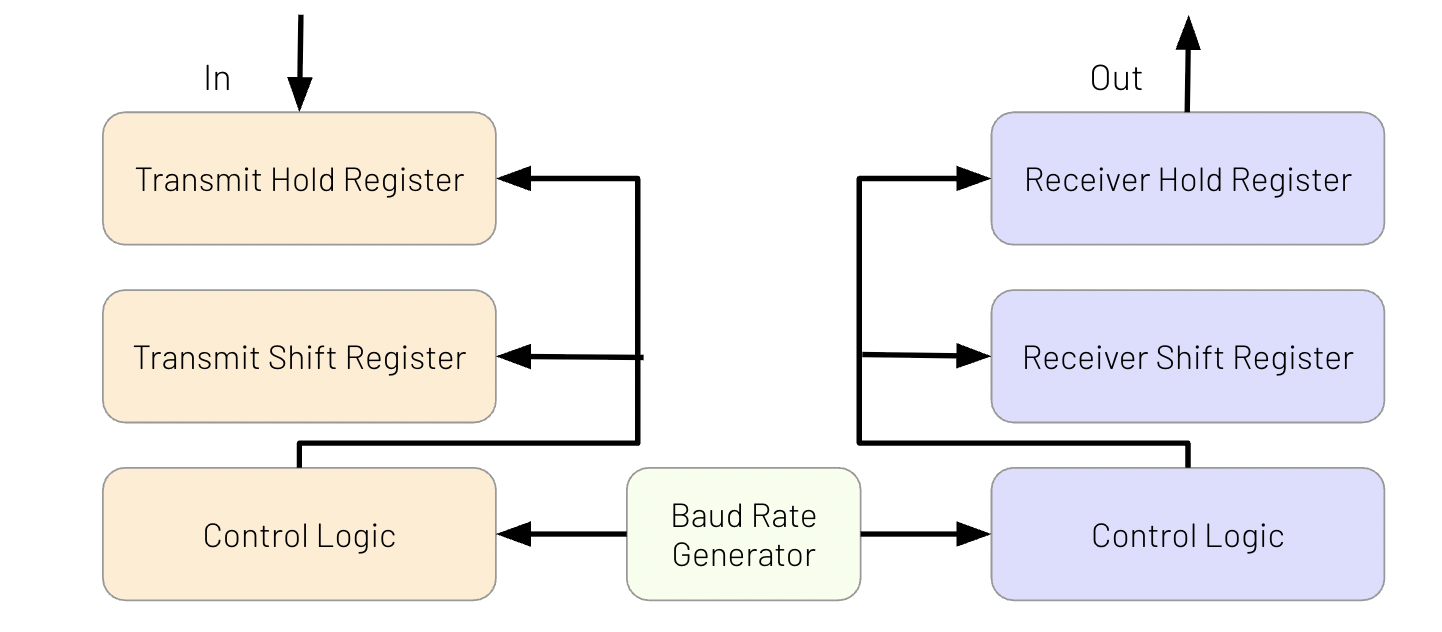 In
Out
Transmit Hold Register
Receiver Hold Register
Transmit Shift Register
Receiver Shift Register
Control Logic
Baud Rate
Generator
Control Logic